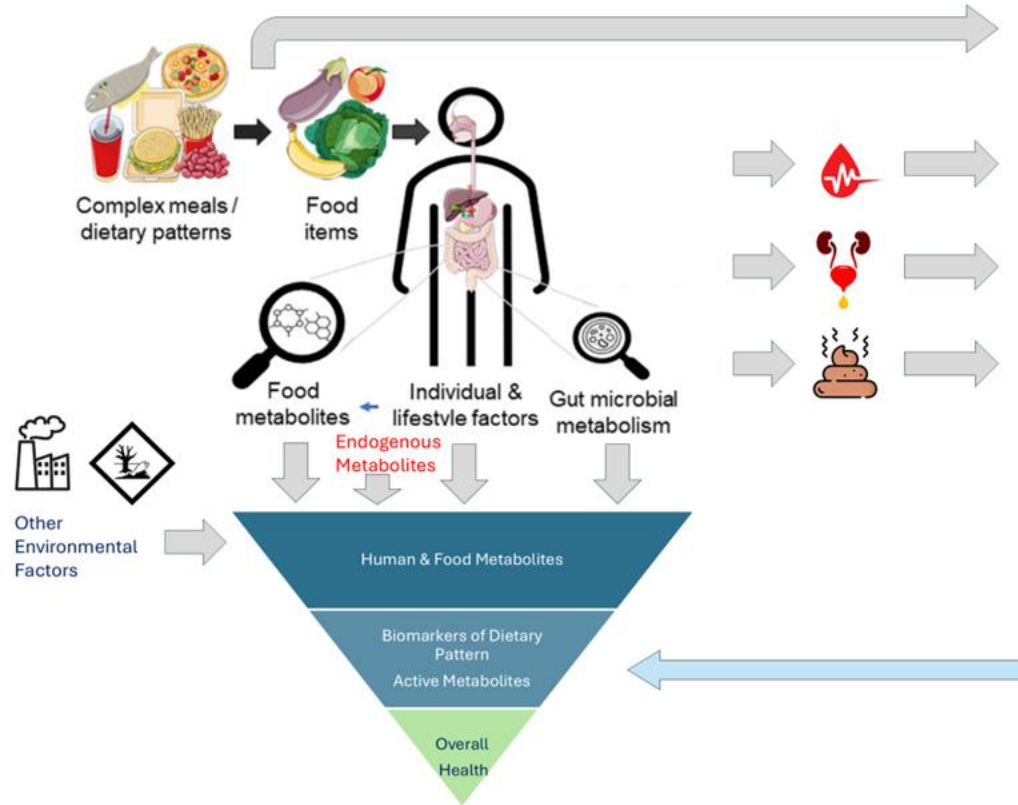 Complex meals /
dietary patterns
Food
items
Food
metabolites
Individual &
lifestyle factors
Gut microbial
metabolism
Endogenous
Metabolites
Other
Environmental
Factors
Human & Food Metabolites
Biomarkers of Dietary
Pattern
Active Metabolites
Overall
Health